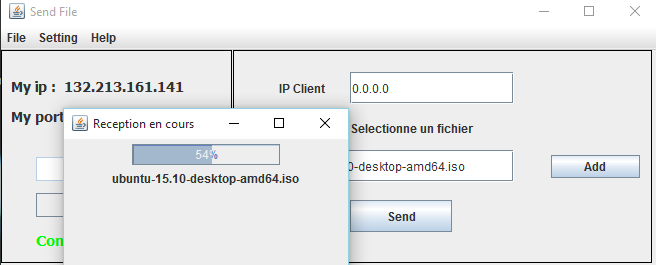 Send File
File Setting Help
My ip : 132.213.161.141
My port
IP Client 0.0.0.0
Selectionne un fichier
0-desktop-amd64.iso Add
Send
Reception en cours
54%
ubuntu-15.10-desktop-amd64.iso